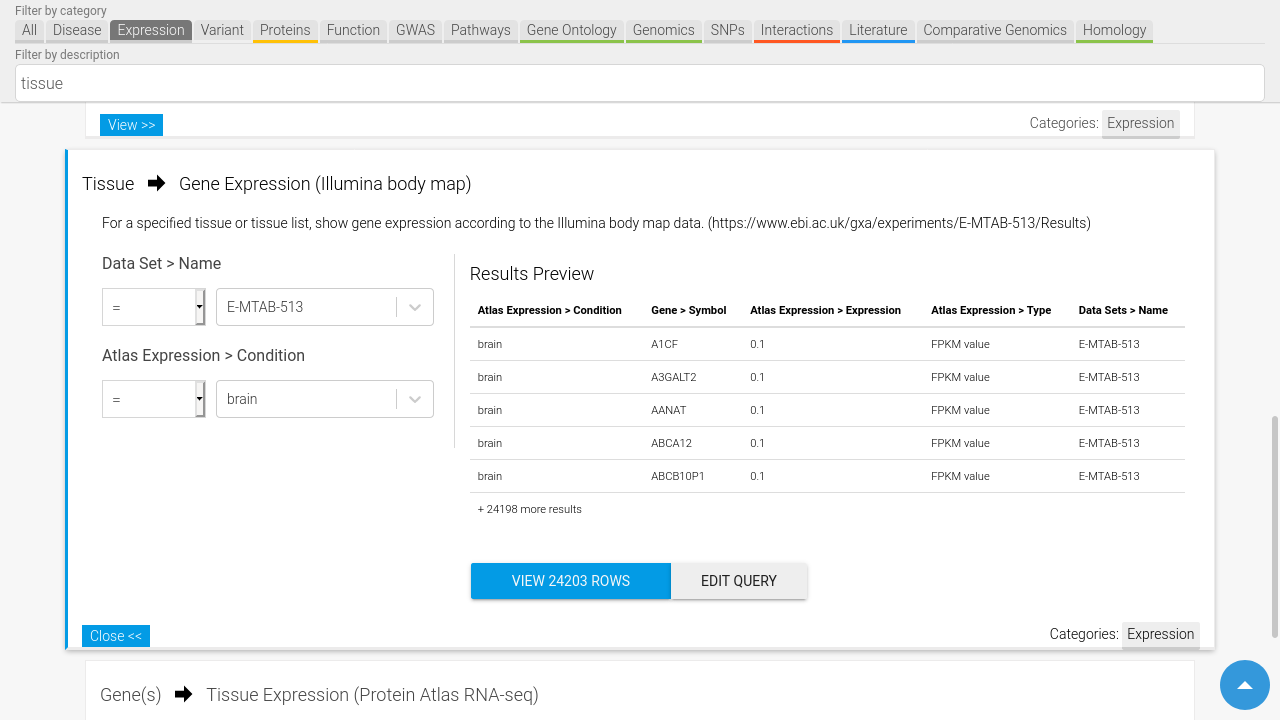 Filter by category
All Disease Expression Variant Proteins Function GWAS Pathways Gene Ontology Genomics SNPs Interactions Literature Comparative Genomics Homology
Filter by description
tissue
View >> Categories: Expression
Tissue Gene Expression (Illumina body map)
For a specified tissue or tissue list, show gene expression according to the Illumina body map data. (https://www.ebi.ac.uk/gxa/experiments/E-MTAB-513/Results)
Data Set > Name
= E-MTAB-513
Atlas Expression > Condition
= brain
Results Preview
Atlas Expression > Condition Gene > Symbol Atlas Expression > Expression Atlas Expression > Type Data Sets > Name
brain A1CF 0.1 FPKM value E-MTAB-513
brain A3GALT2 0.1 FPKM value E-MTAB-513
brain AANAT 0.1 FPKM value E-MTAB-513
brain ABCA12 0.1 FPKM value E-MTAB-513
brain ABCB10P1 0.1 FPKM value E-MTAB-513
+ 24198 more results
VIEW 24203 ROWS EDIT QUERY
Close << Categories: Expression
Gene(s) Tissue Expression (Protein Atlas RNA-seq)